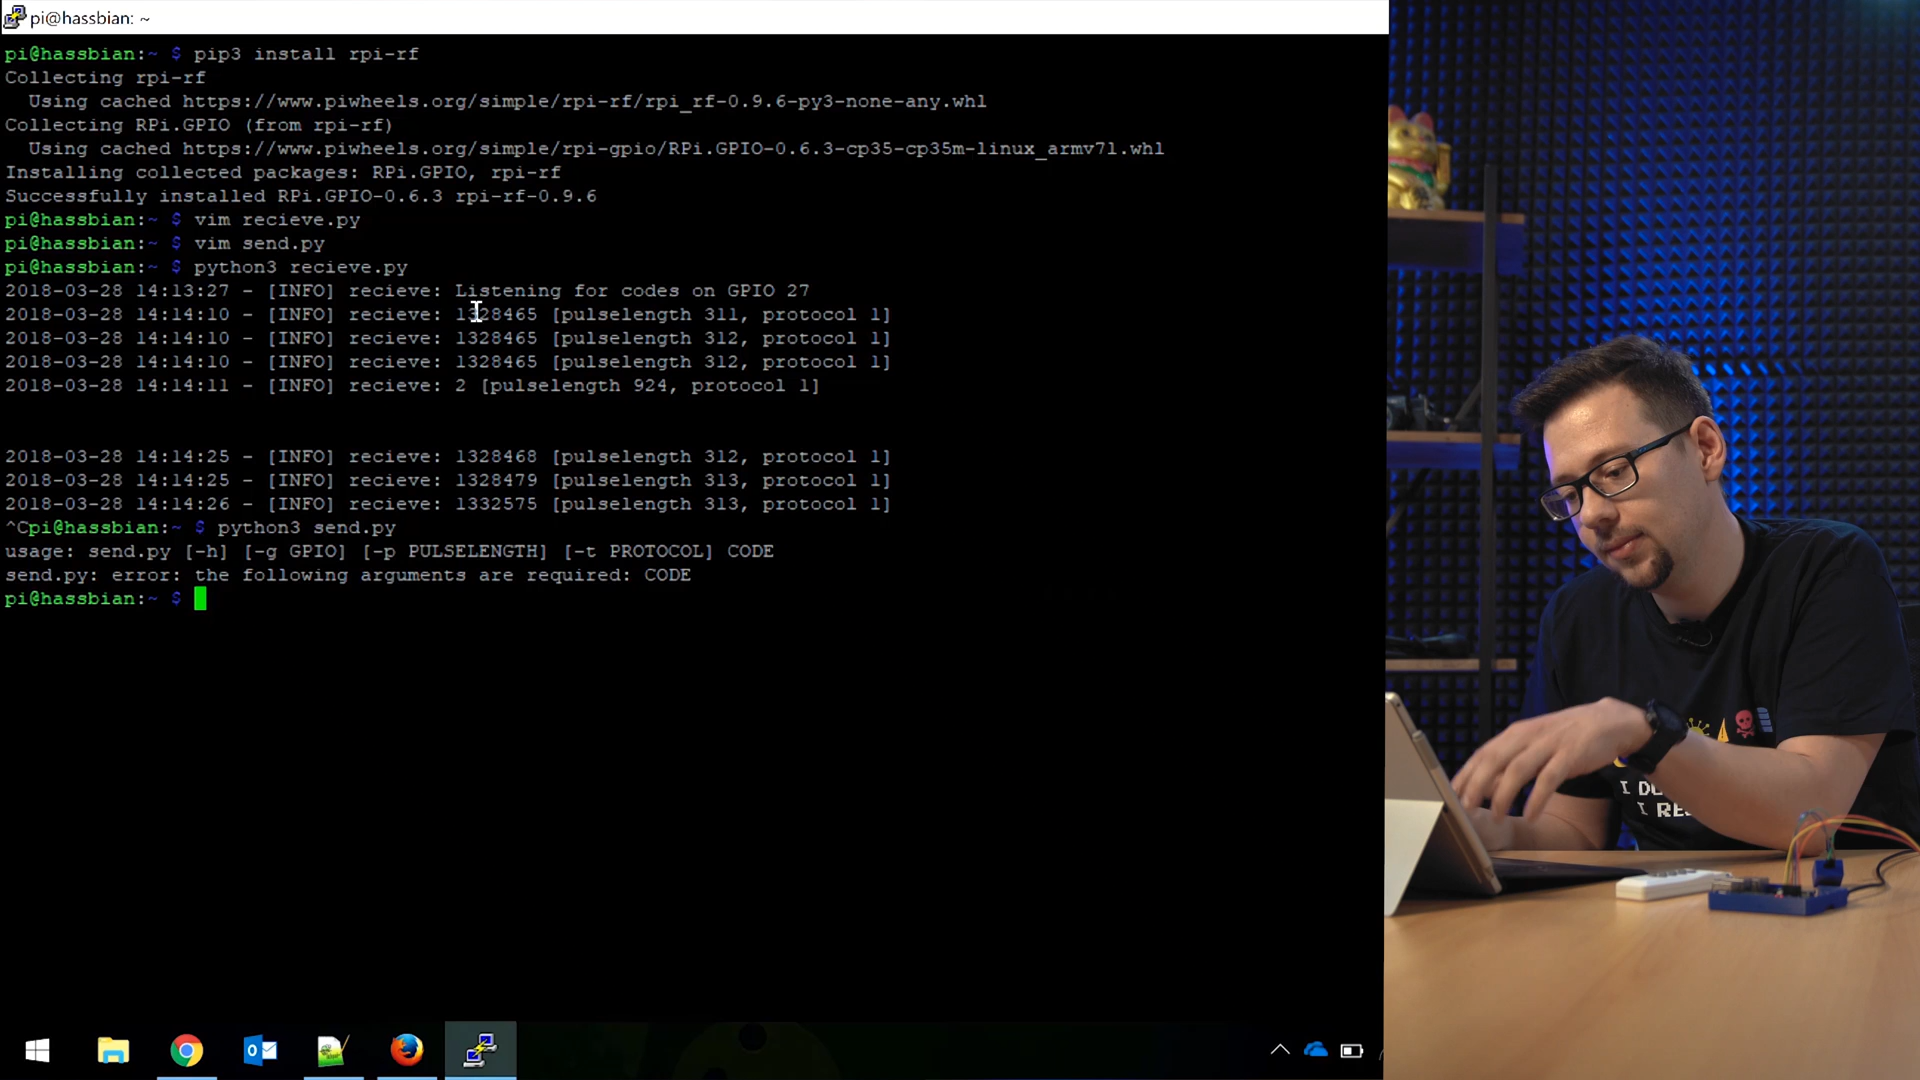 pi@hassbian: ~
pi@hassbian:~ $ pip3 install rpi-rf
Collecting rpi-rf
  Using cached https://www.piwheels.org/simple/rpi-rf/rpi_rf-0.9.6-py3-none-any.whl
Collecting RPi.GPIO (from rpi-rf)
  Using cached https://www.piwheels.org/simple/rpi-gpio/RPi.GPIO-0.6.3-cp35-cp35m-linux_armv7l.whl
Installing collected packages: RPi.GPIO, rpi-rf
Successfully installed RPi.GPIO-0.6.3 rpi-rf-0.9.6
pi@hassbian:~ $ vim recieve.py
pi@hassbian:~ $ vim send.py
pi@hassbian:~ $ python3 recieve.py
2018-03-28 14:13:27 - [INFO] recieve: Listening for codes on GPIO 27
2018-03-28 14:14:10 - [INFO] recieve: 1328465 [pulselength 311, protocol 1]
2018-03-28 14:14:10 - [INFO] recieve: 1328465 [pulselength 312, protocol 1]
2018-03-28 14:14:10 - [INFO] recieve: 1328465 [pulselength 312, protocol 1]
2018-03-28 14:14:11 - [INFO] recieve: 2 [pulselength 924, protocol 1]
2018-03-28 14:14:25 - [INFO] recieve: 1328468 [pulselength 312, protocol 1]
2018-03-28 14:14:25 - [INFO] recieve: 1328479 [pulselength 313, protocol 1]
2018-03-28 14:14:26 - [INFO] recieve: 1332575 [pulselength 313, protocol 1]
^Cpi@hassbian:~ $ python3 send.py
usage: send.py [-h] [-g GPIO] [-p PULSELENGTH] [-t PROTOCOL] CODE
send.py: error: the following arguments are required: CODE
pi@hassbian:~ $
I
I